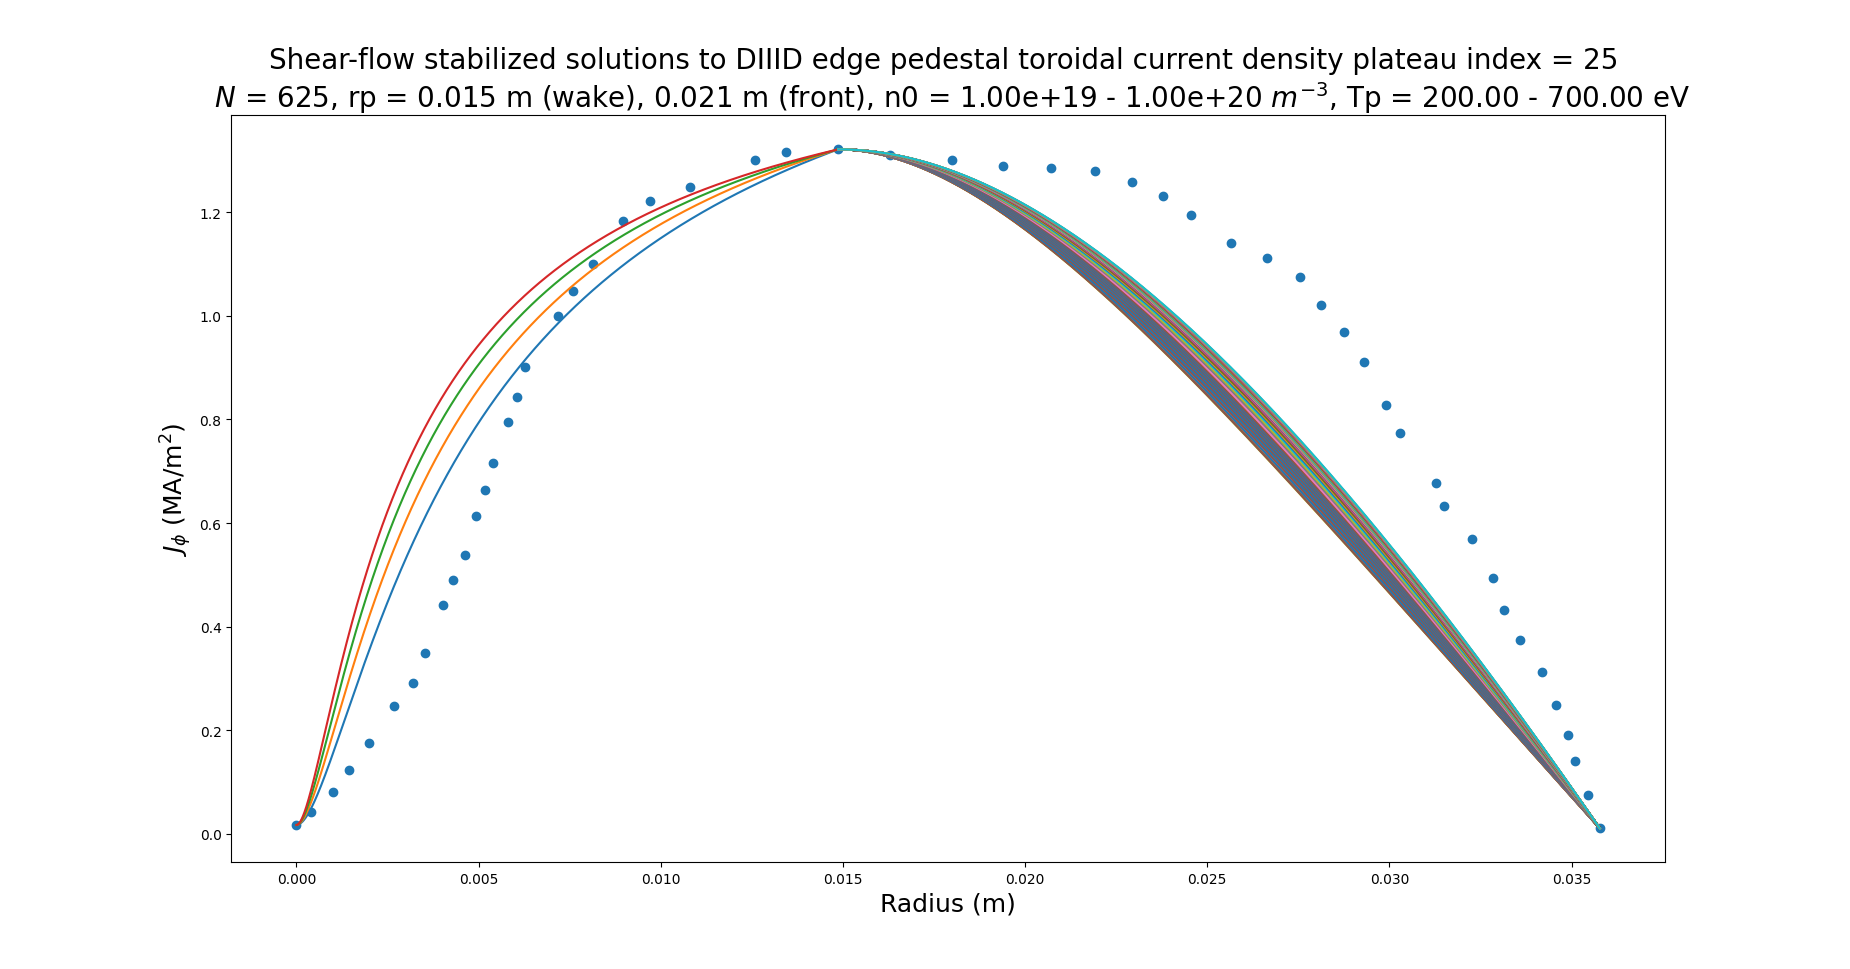 Shear-flow stabilized solutions to DIIID edge pedestal toroidal current density plateau index = 25
N = 625, rp = 0.015 m (wake), 0.021 m (front), n0 = 1.00e+19 - 1.00e+20 m⁻³, Tp = 200.00 - 700.00 eV
1.2
1.0
0.8
0.6
0.4
0.2
0.0
J_ϕ (MA/m²)
0.000 0.005 0.010 0.015 0.020 0.025 0.030 0.035
Radius (m)